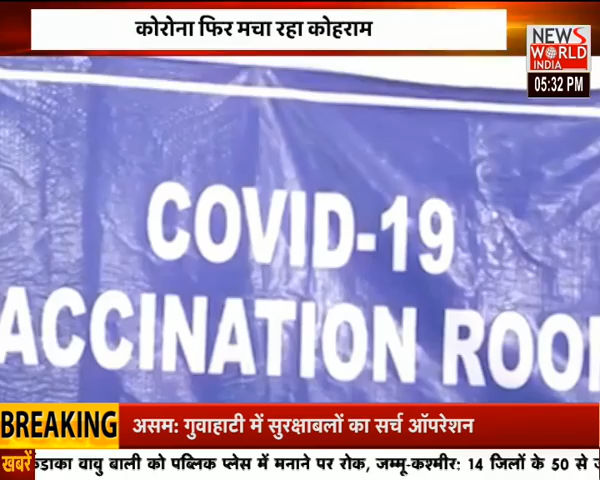 कोरोना फिर मचा रहा कोहराम
NEWS
WORLD
INDIA
05:32 PM
COVID-19
ACCINATION ROO
BREAKING
असम: गुवाहाटी में सुरक्षाबलों का सर्च ऑपरेशन
खबरें
वायु बाली को पब्लिक प्लेस में मनाने पर रोक, जम्मू-कश्मीर: 14 जिलों के 50 से